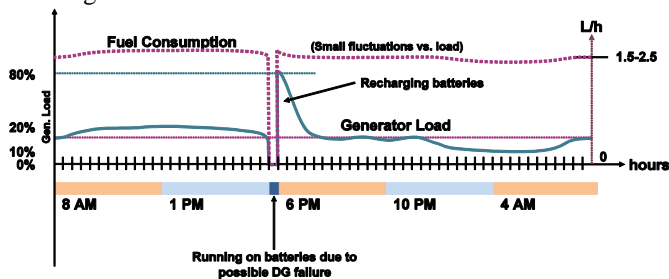 L/h
Fuel Consumption
(Small fluctuations vs. load)
1.5-2.5
80%
Recharging batteries
Gen. Load
20%
Generator Load
10%
0%
0
hours
8 AM 1 PM 6 PM 10 PM 4 AM
Running on batteries due to
possible DG failure